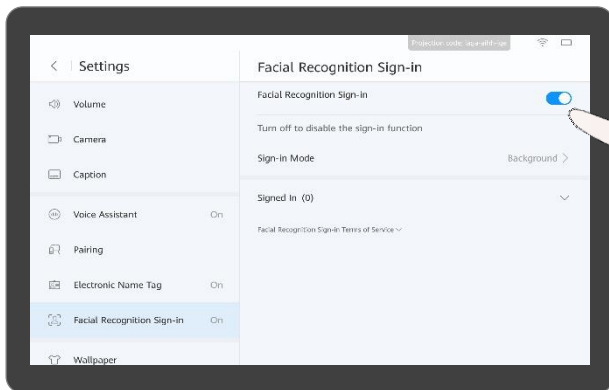 Projection code:
Settings
Facial Recognition Sign-in
Volume
Camera
Caption
Voice Assistant On
Pairing
Electronic Name Tag On
Facial Recognition Sign-in On
Wallpaper
Facial Recognition Sign-in
Turn off to disable the sign-in function
Sign-in Mode Background
Signed In (0)
Facial Recognition Sign-in Terms of Service